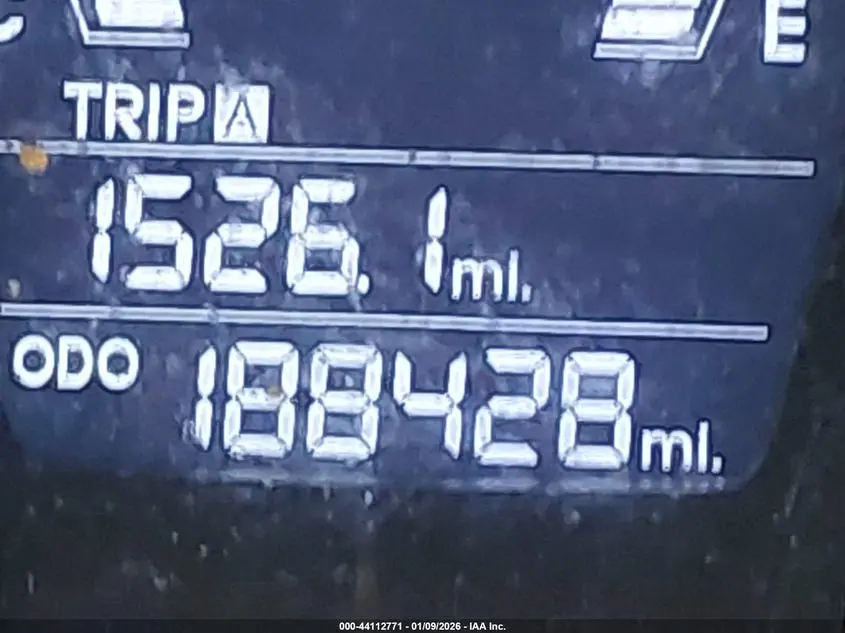 E
TRIP A
1526.1 mi.
ODO 188428 mi.
000-44112771 - 01/09/2026 - IAA Inc.